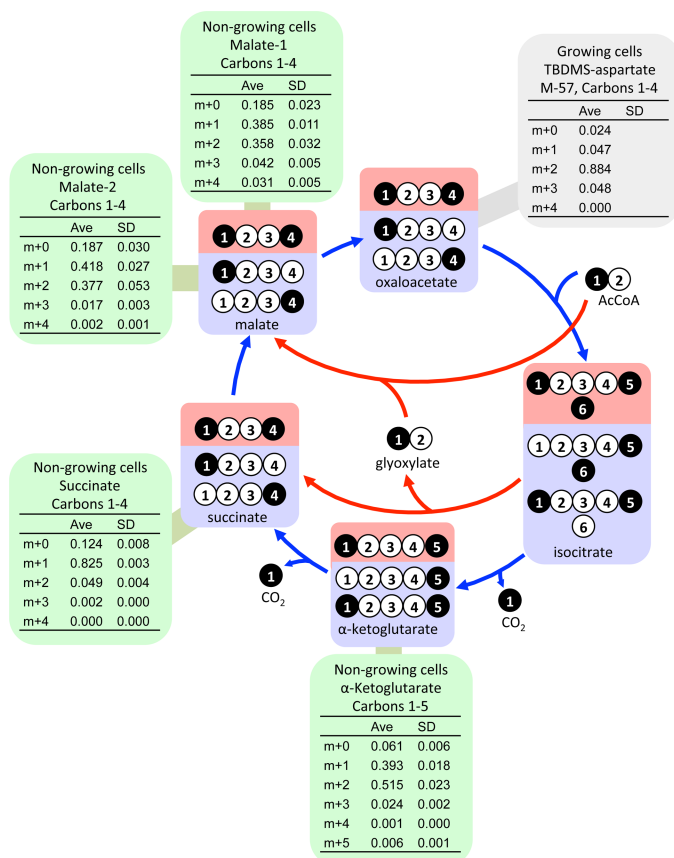 Non-growing cells
Malate-1
Carbons 1-4
Ave SD
m+0 0.185 0.023
m+1 0.385 0.011
m+2 0.358 0.032
m+3 0.042 0.005
m+4 0.031 0.005
Growing cells
TBDMS-aspartate
M-57, Carbons 1-4
Ave SD
m+0 0.024
m+1 0.047
m+2 0.884
m+3 0.048
m+4 0.000
Non-growing cells
Malate-2
Carbons 1-4
Ave SD
m+0 0.187 0.030
m+1 0.418 0.027
m+2 0.377 0.053
m+3 0.017 0.003
m+4 0.002 0.001
1 2 3 4
1 2 3 4
1 2 3 4
oxaloacetate
1 2 3 4
1 2 3 4
1 2 3 4
malate
1 2
AcCoA
1 2 3 4 5
6
1 2 3 4 5
6
1 2 3 4 5
6
isocitrate
1 2
glyoxylate
1 2 3 4
1 2 3 4
1 2 3 4
succinate
Non-growing cells
Succinate
Carbons 1-4
Ave SD
m+0 0.124 0.008
m+1 0.825 0.003
m+2 0.049 0.004
m+3 0.002 0.000
m+4 0.000 0.000
1 2 3 4 5
1 2 3 4 5
1 2 3 4 5
α-ketoglutarate
1
CO2
1
CO2
Non-growing cells
α-Ketoglutarate
Carbons 1-5
Ave SD
m+0 0.061 0.006
m+1 0.393 0.018
m+2 0.515 0.023
m+3 0.024 0.002
m+4 0.001 0.000
m+5 0.006 0.001